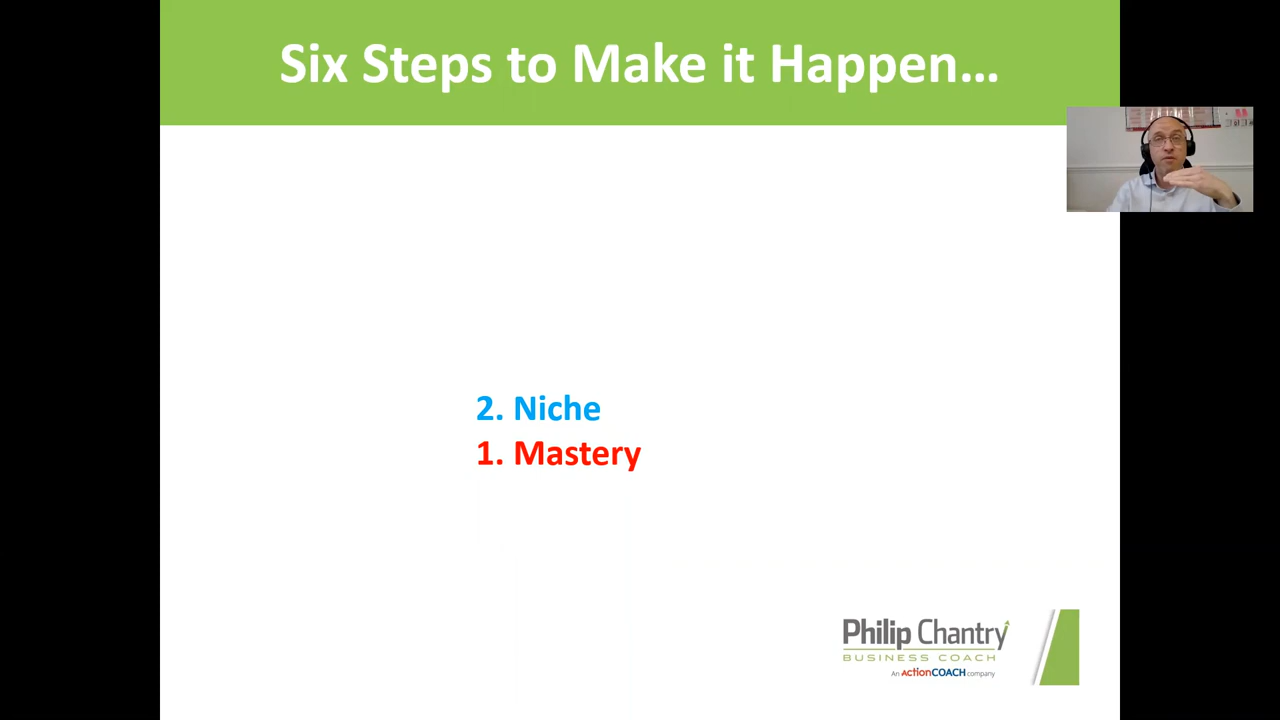 Six Steps to Make it Happen...
2. Niche
1. Mastery
Philip Chantry
BUSINESS COACH
An ActionCOACH company